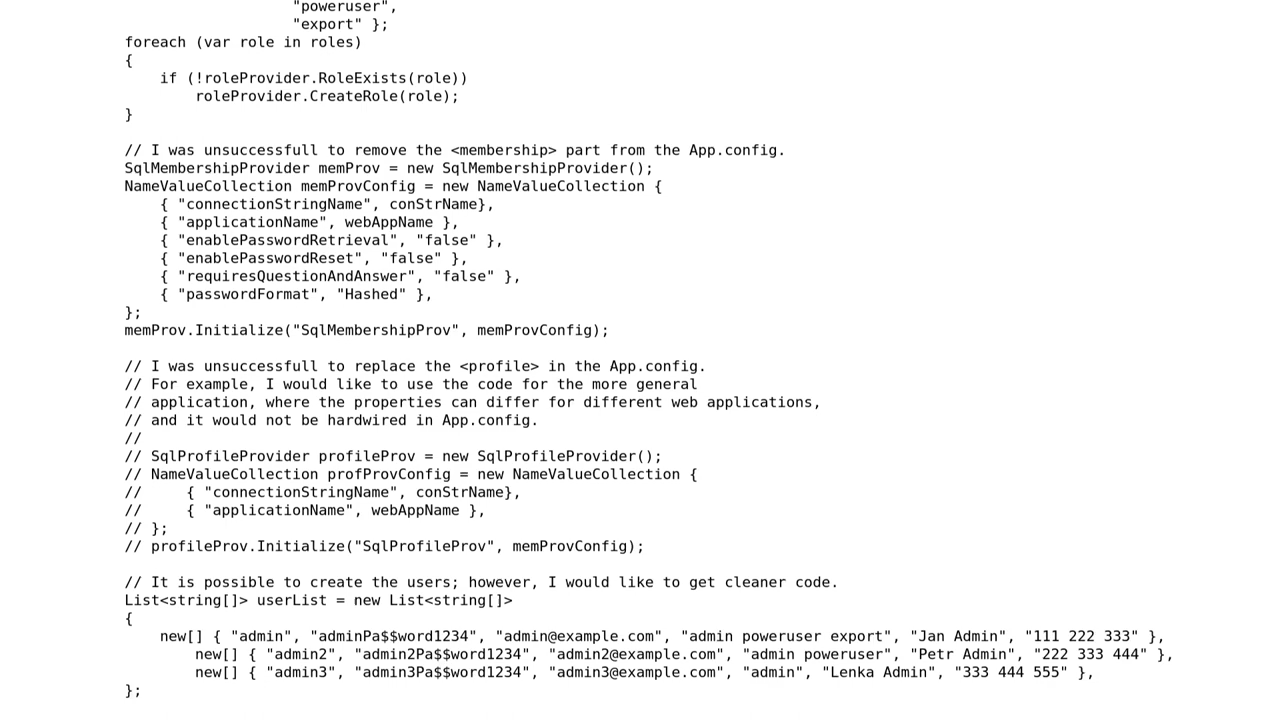 "poweruser",
"export" };
foreach (var role in roles)
{
if (!roleProvider.RoleExists(role))
roleProvider.CreateRole(role);
}
// I was unsuccessfull to remove the <membership> part from the App.config.
SqlMembershipProvider memProv = new SqlMembershipProvider();
NameValueCollection memProvConfig = new NameValueCollection {
{ "connectionStringName", conStrName},
{ "applicationName", webAppName },
{ "enablePasswordRetrieval", "false" },
{ "enablePasswordReset", "false" },
{ "requiresQuestionAndAnswer", "false" },
{ "passwordFormat", "Hashed" },
};
memProv.Initialize("SqlMembershipProv", memProvConfig);
// I was unsuccessfull to replace the <profile> in the App.config.
// For example, I would like to use the code for the more general
// application, where the properties can differ for different web applications,
// and it would not be hardwired in App.config.
//
// SqlProfileProvider profileProv = new SqlProfileProvider();
// NameValueCollection profProvConfig = new NameValueCollection {
//     { "connectionStringName", conStrName},
//     { "applicationName", webAppName },
// };
// profileProv.Initialize("SqlProfileProv", memProvConfig);
// It is possible to create the users; however, I would like to get cleaner code.
List<string[]> userList = new List<string[]>
{
new[] { "admin", "adminPa$$word1234", "admin@example.com", "admin poweruser export", "Jan Admin", "111 222 333" },
new[] { "admin2", "admin2Pa$$word1234", "admin2@example.com", "admin poweruser", "Petr Admin", "222 333 444" },
new[] { "admin3", "admin3Pa$$word1234", "admin3@example.com", "admin", "Lenka Admin", "333 444 555" },
};